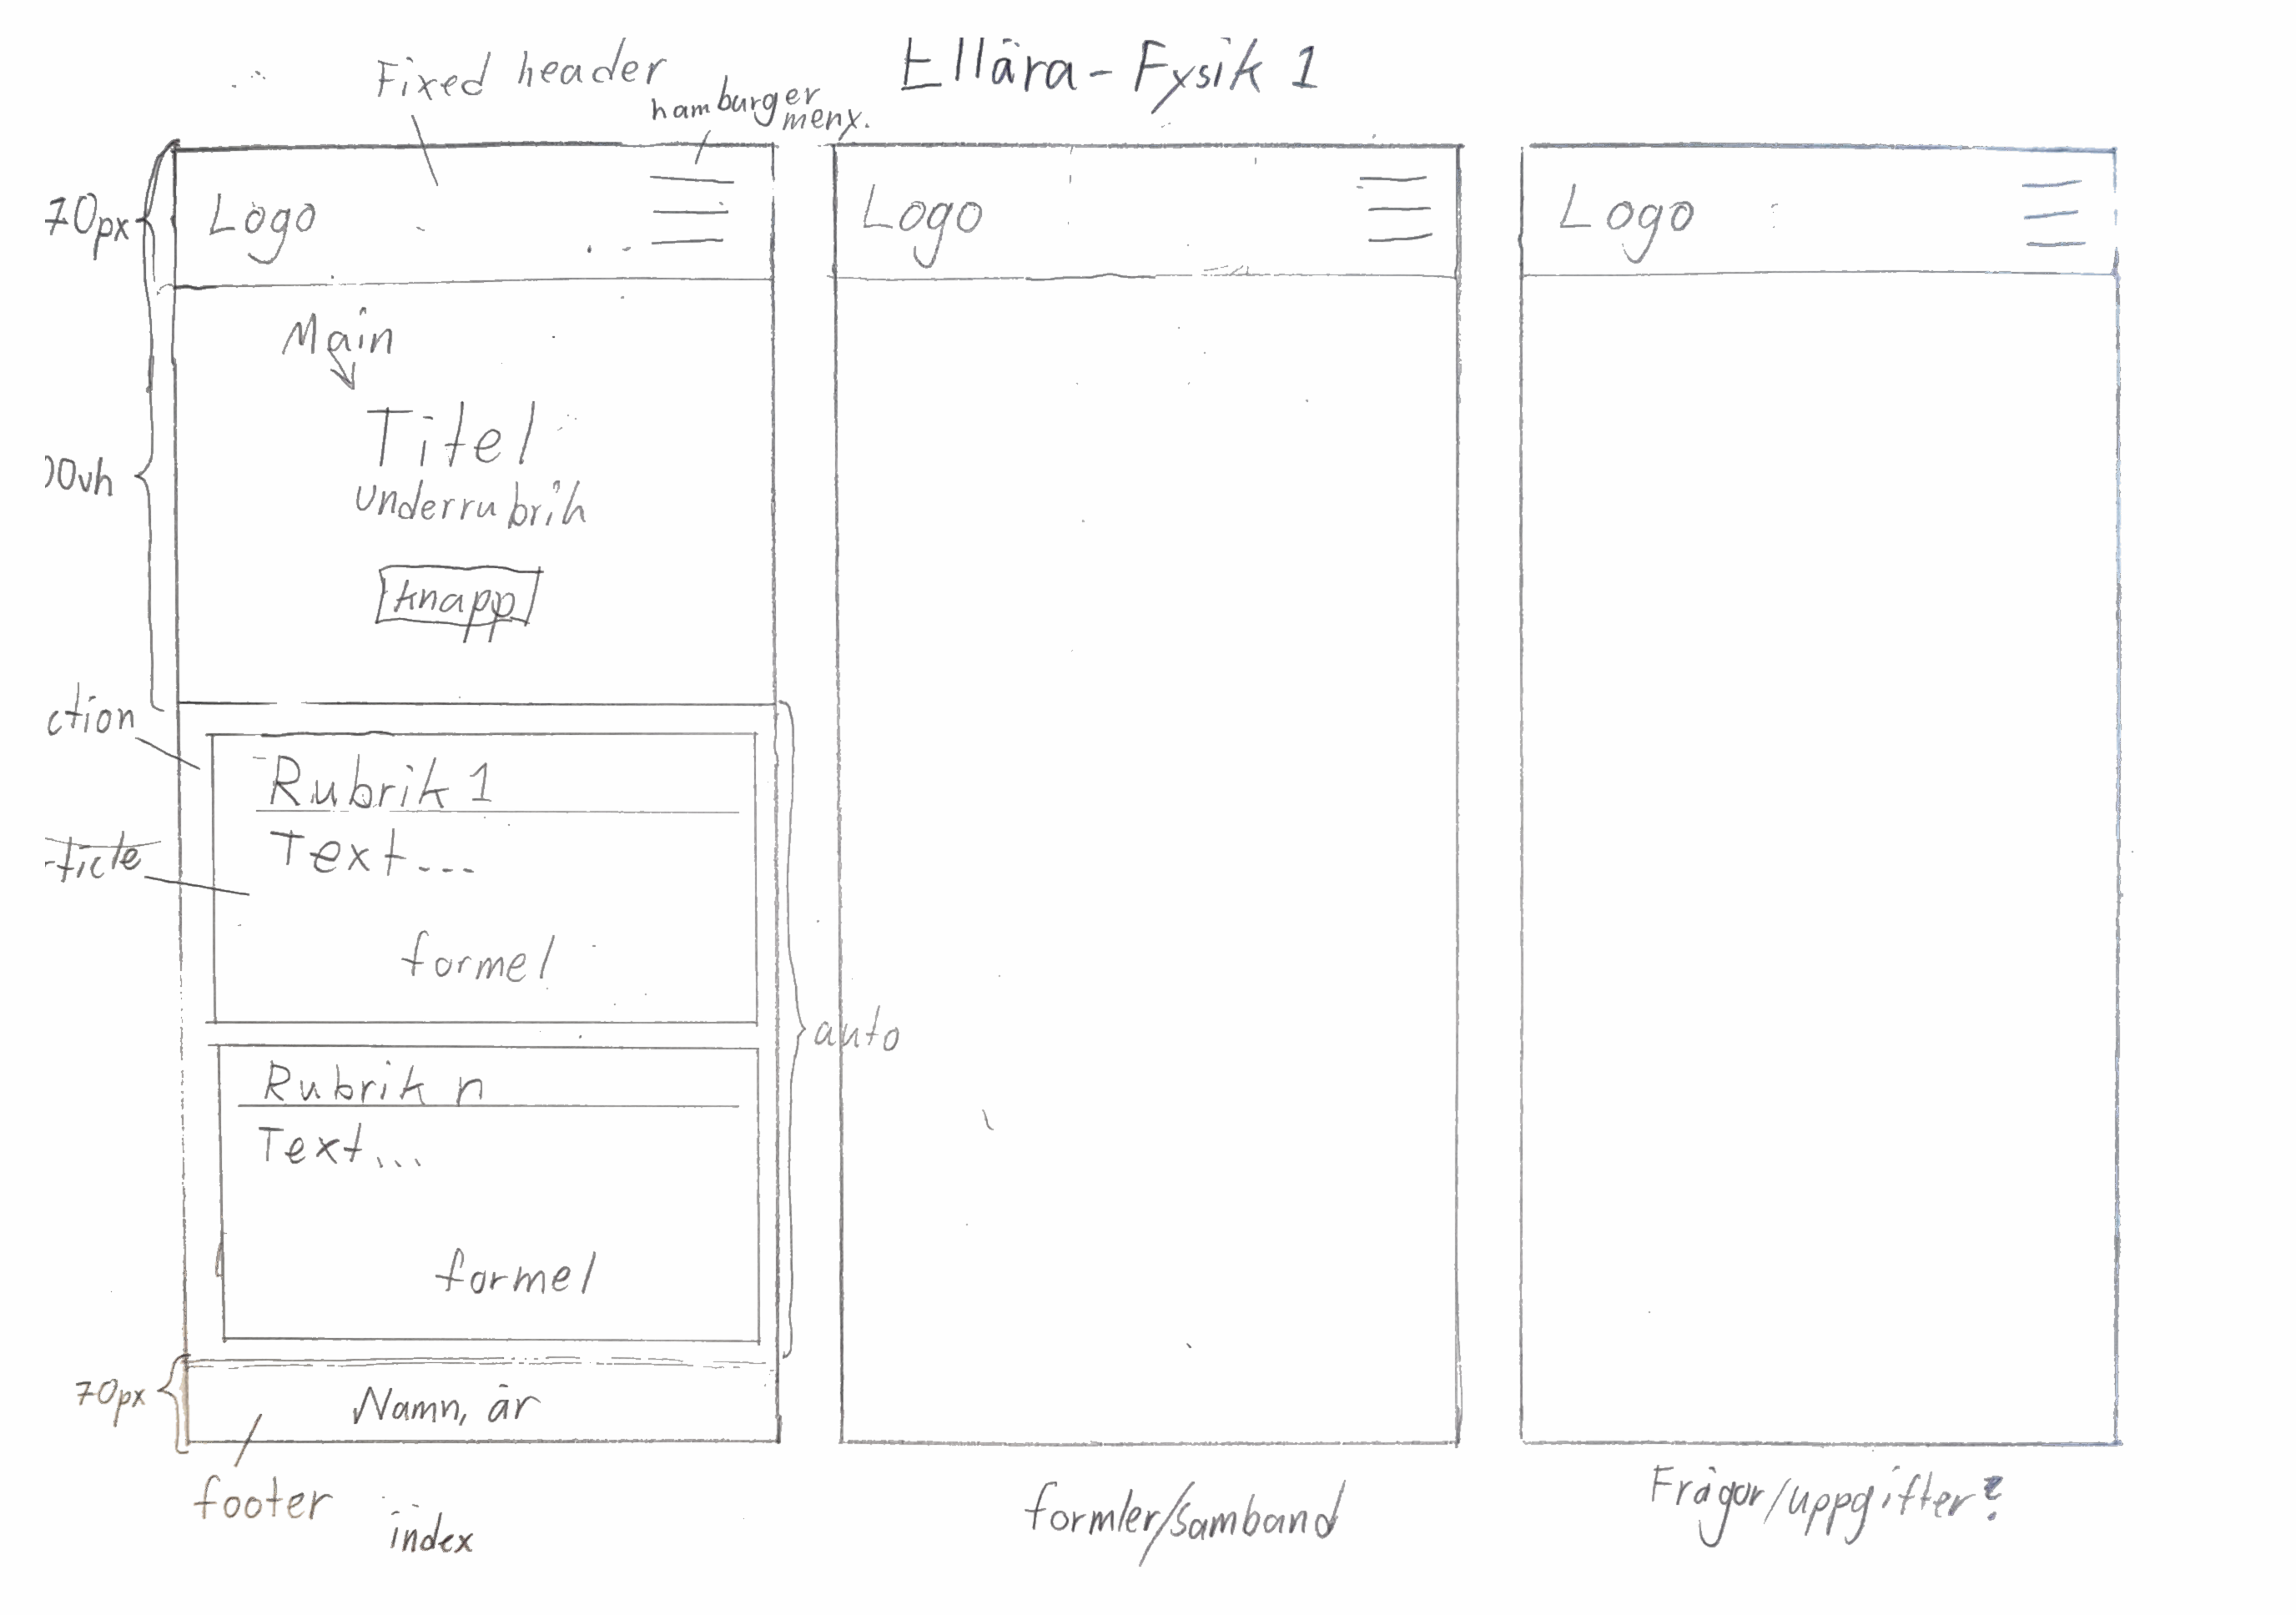 Ellära - Fysik 1
Fixed header
hamburger
meny.
70px
Logo
Logo
Logo
Main
Titel
Underrubrik
knapp
0vh
ction
Rubrik 1
Text...
ticle
formel
auto
Rubrik n
Text...
formel
70px
Namn, år
footer
index
formler/samband
Frågor/uppgifter?